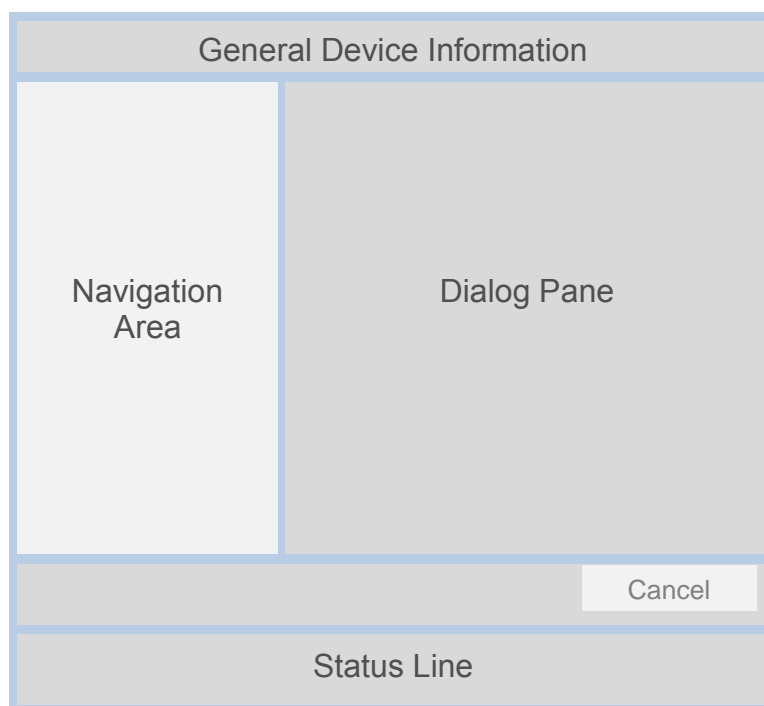 General Device Information
Navigation
Area
Dialog Pane
Cancel
Status Line